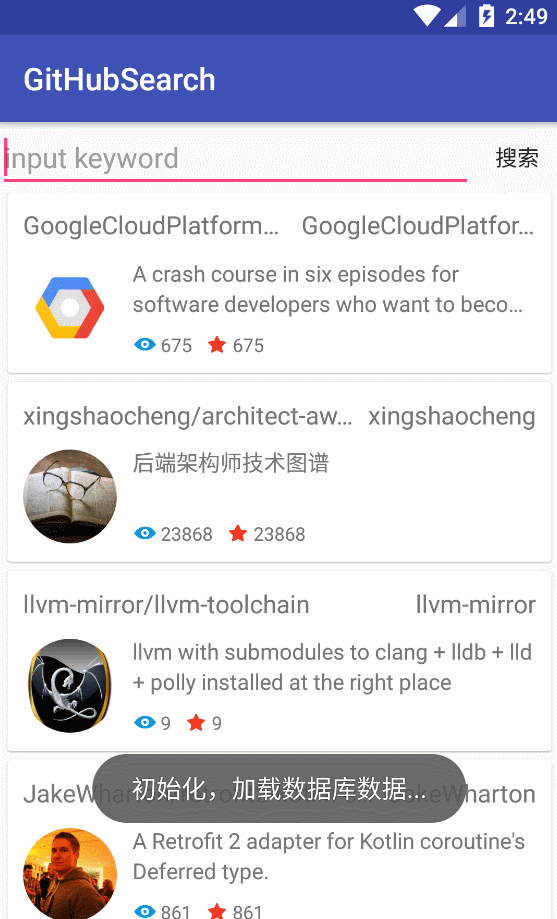 2:49
GitHubSearch
input keyword
搜索
GoogleCloudPlatform... GoogleCloudPlatfor...
A crash course in six episodes for
software developers who want to beco...
675 675
xingshaocheng/architect-aw... xingshaocheng
后端架构师技术图谱
23868 23868
llvm-mirror/llvm-toolchain llvm-mirror
llvm with submodules to clang + lldb + lld
+ polly installed at the right place
9 9
初始化，加载数据库数据...
A Retrofit 2 adapter for Kotlin coroutine's
Deferred type.
861 861